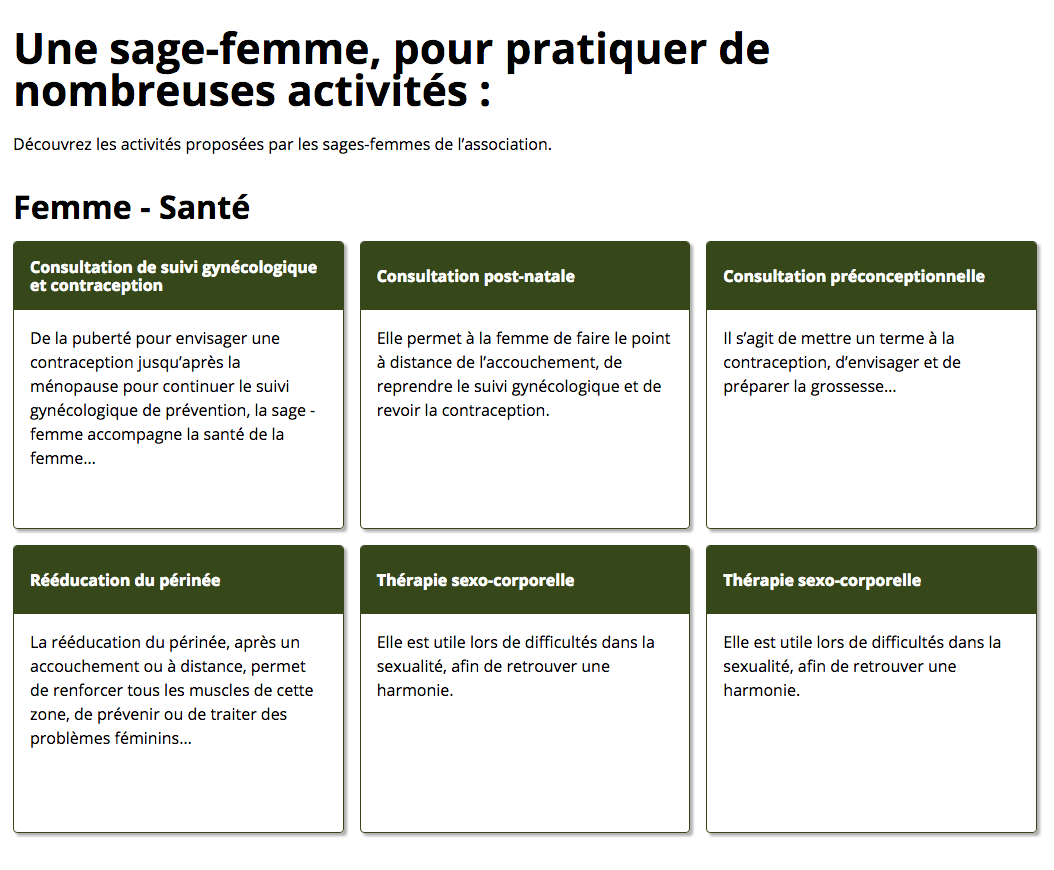 Une sage-femme, pour pratiquer de
nombreuses activités :
Découvrez les activités proposées par les sages-femmes de l’association.
Femme - Santé
Consultation de suivi gynécologique
et contraception
De la puberté pour envisager une
contraception jusqu’après la
ménopause pour continuer le suivi
gynécologique de prévention, la sage -
femme accompagne la santé de la
femme…
Consultation post-natale
Elle permet à la femme de faire le point
à distance de l’accouchement, de
reprendre le suivi gynécologique et de
revoir la contraception.
Consultation préconceptionnelle
Il s’agit de mettre un terme à la
contraception, d’envisager et de
préparer la grossesse…
Rééducation du périnée
La rééducation du périnée, après un
accouchement ou à distance, permet
de renforcer tous les muscles de cette
zone, de prévenir ou de traiter des
problèmes féminins…
Thérapie sexo-corporelle
Elle est utile lors de difficultés dans la
sexualité, afin de retrouver une
harmonie.
Thérapie sexo-corporelle
Elle est utile lors de difficultés dans la
sexualité, afin de retrouver une
harmonie.